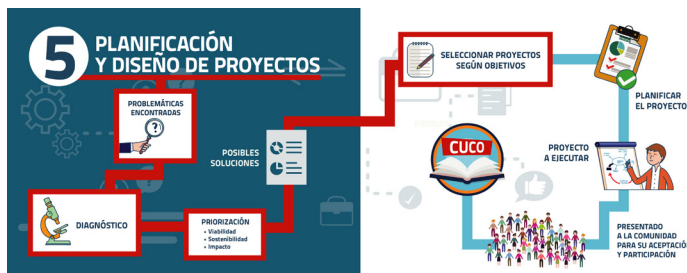 5
PLANIFICACIÓN
Y DISEÑO DE PROYECTOS
PROBLEMÁTICAS
ENCONTRADAS
?
DIAGNÓSTICO
PRIORIZACIÓN
• Viabilidad
• Sostenibilidad
• Impacto
POSIBLES
SOLUCIONES
SELECCIONAR PROYECTOS
SEGÚN OBJETIVOS
PLANIFICAR
EL PROYECTO
PROYECTO
A EJECUTAR
PRESENTADO
A LA COMUNIDAD
PARA SU ACEPTACIÓ
Y PARTICIPACIÓN
CUCO